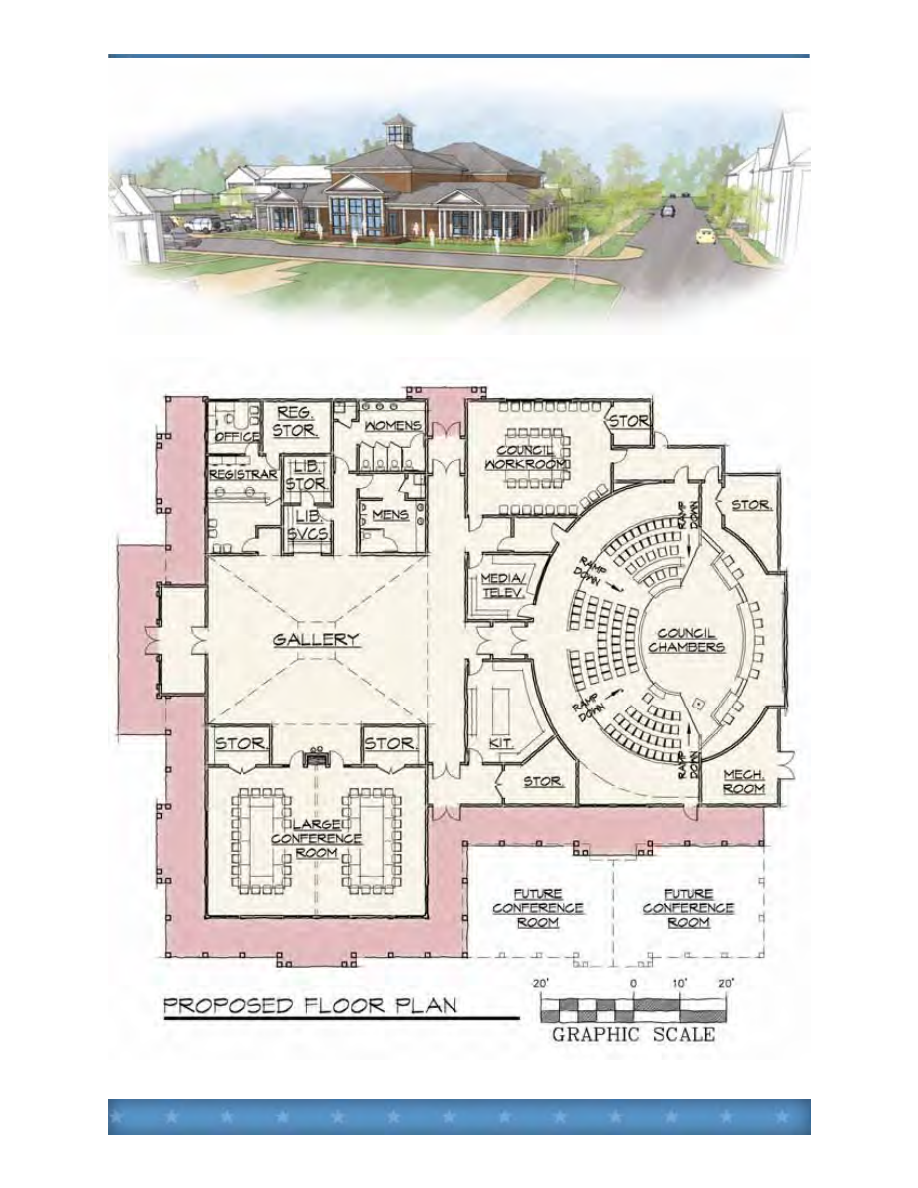 REG.
STOR.
OFFICE
WOMENS
STOR.
COUNCIL
WORKROOM
REGISTRAR
LIB.
STOR.
LIB.
SVCS.
MENS
RAMP
DOWN
STOR.
RAMP
DOWN
MEDIA/
TELEV.
GALLERY
COUNCIL
CHAMBERS
RAMP
DOWN
STOR.
STOR.
KIT.
RAMP
DOWN
STOR.
MECH.
ROOM
LARGE
CONFERENCE
ROOM
FUTURE
CONFERENCE
ROOM
FUTURE
CONFERENCE
ROOM
PROPOSED FLOOR PLAN
20' 0 10' 20'
GRAPHIC SCALE